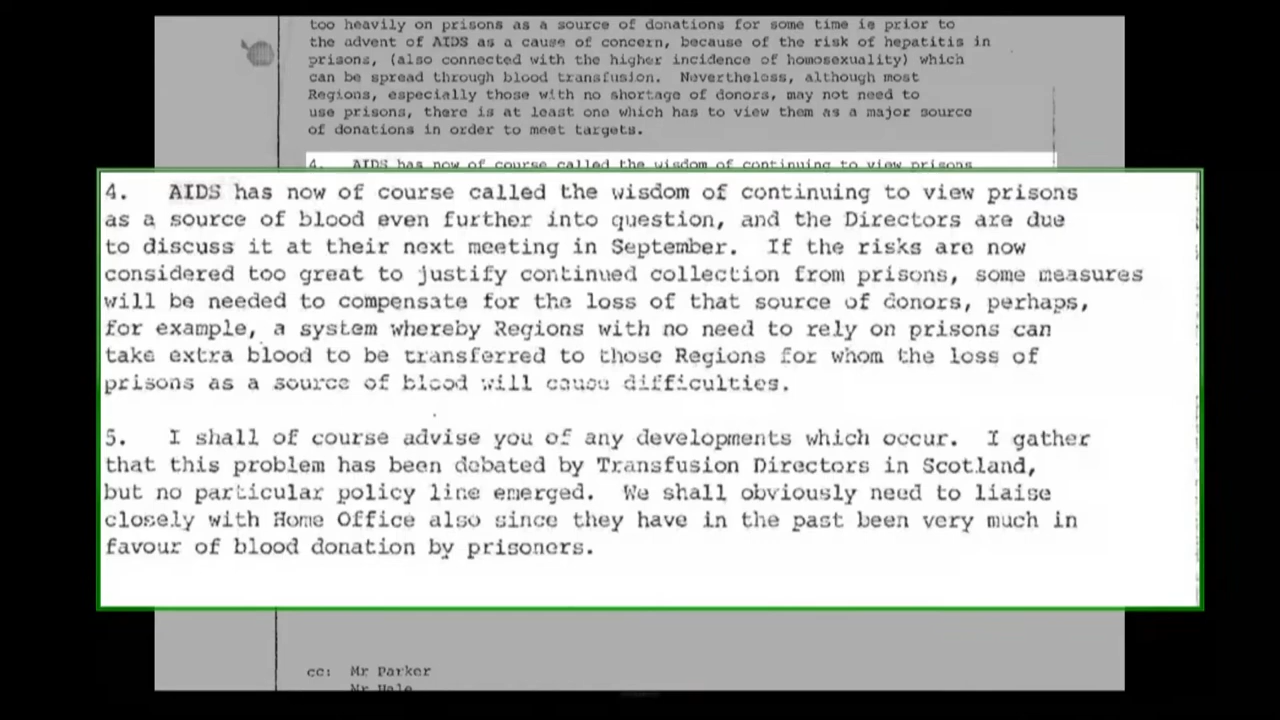 too heavily on prisons as a source of donations for some time ie prior to
the advent of AIDS as a cause of concern, because of the risk of hepatitis in
prisons, (also connected with the higher incidence of homosexuality) which
can be spread through blood transfusion. Nevertheless, although most
Regions, especially those with no shortage of donors, may not need to
use prisons, there is at least one which has to view them as a major source
of donations in order to meet targets.
4. AIDS has now of course called the wisdom of continuing to view prisons
4. AIDS has now of course called the wisdom of continuing to view prisons
as a source of blood even further into question, and the Directors are due
to discuss it at their next meeting in September. If the risks are now
considered too great to justify continued collection from prisons, some measures
will be needed to compensate for the loss of that source of donors, perhaps,
for example, a system whereby Regions with no need to rely on prisons can
take extra blood to be transferred to those Regions for whom the loss of
prisons as a source of blood will cause difficulties.
5. I shall of course advise you of any developments which occur. I gather
that this problem has been debated by Transfusion Directors in Scotland,
but no particular policy line emerged. We shall obviously need to liaise
closely with Home Office also since they have in the past been very much in
favour of blood donation by prisoners.
cc: Mr Parker
Mr Hale